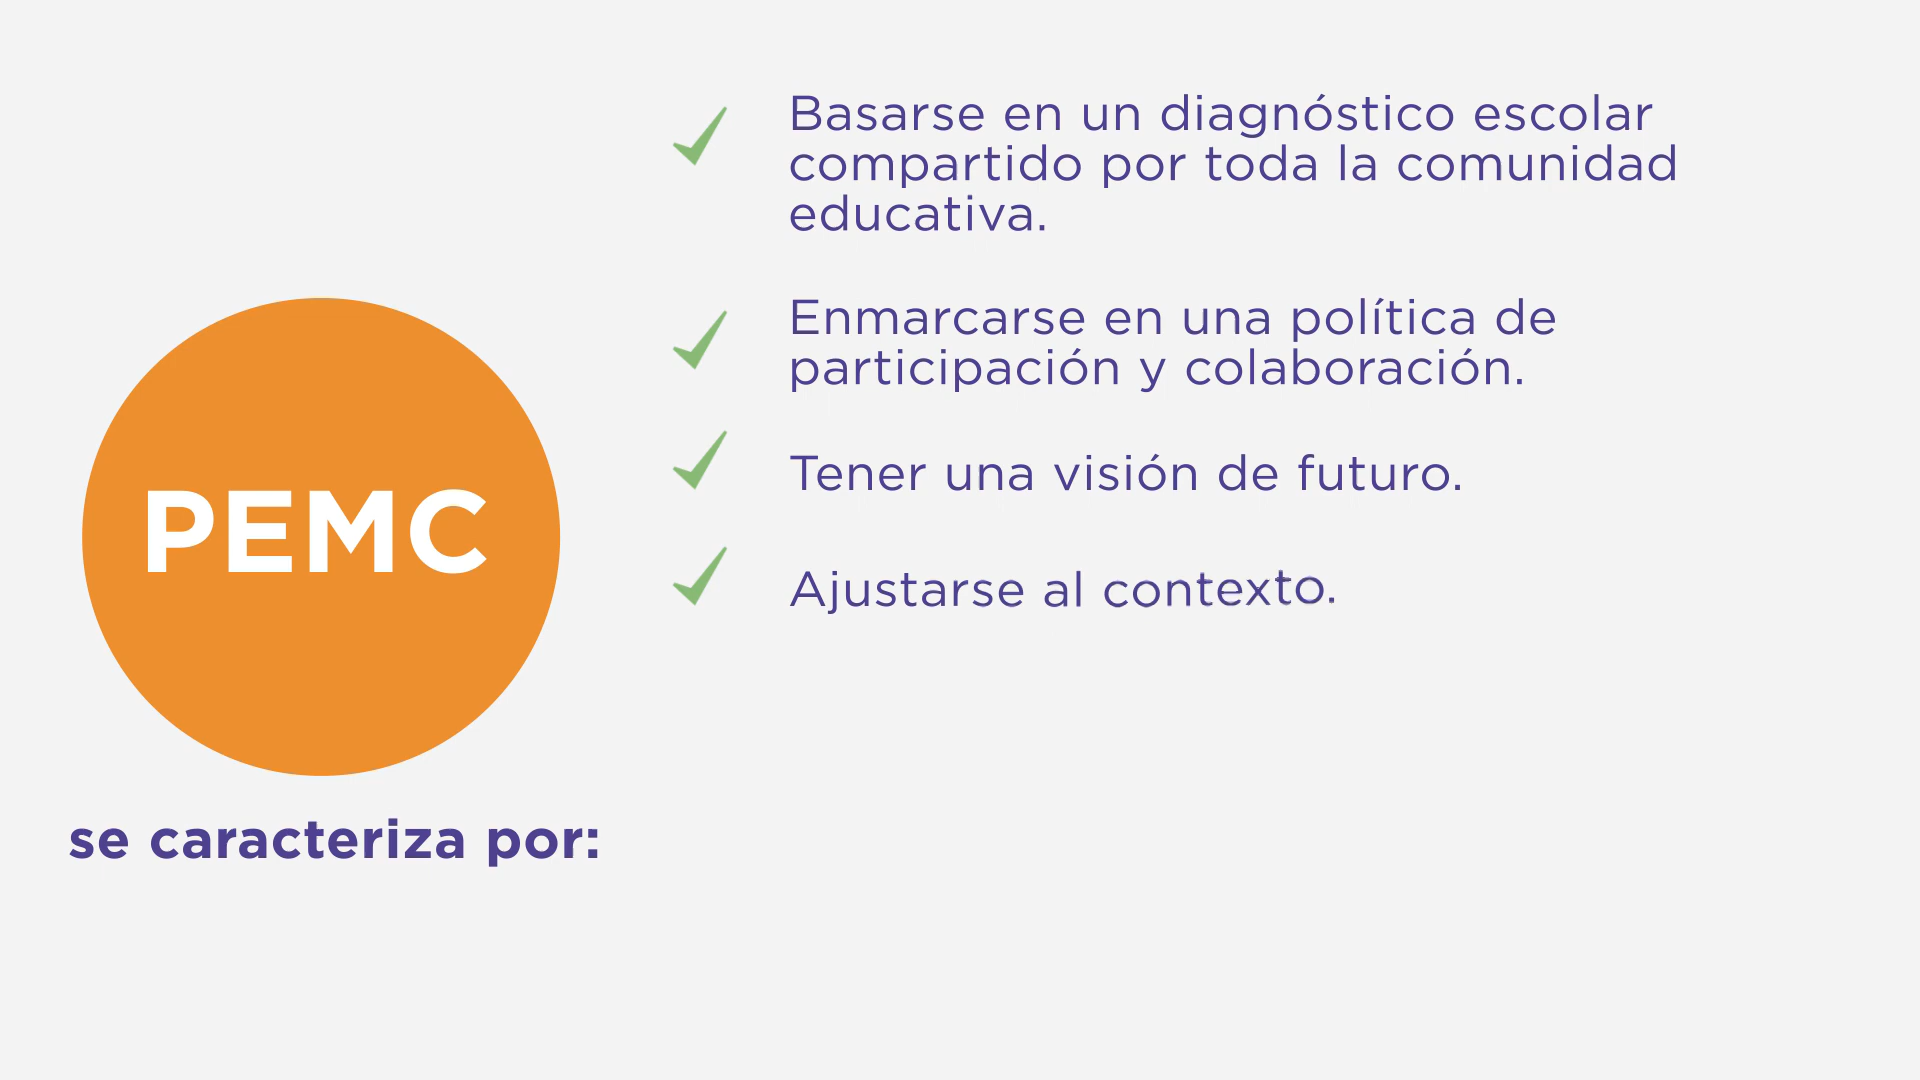 PEMC
se caracteriza por:
Basarse en un diagnóstico escolar
compartido por toda la comunidad
educativa.
Enmarcarse en una política de
participación y colaboración.
Tener una visión de futuro.
Ajustarse al contexto.